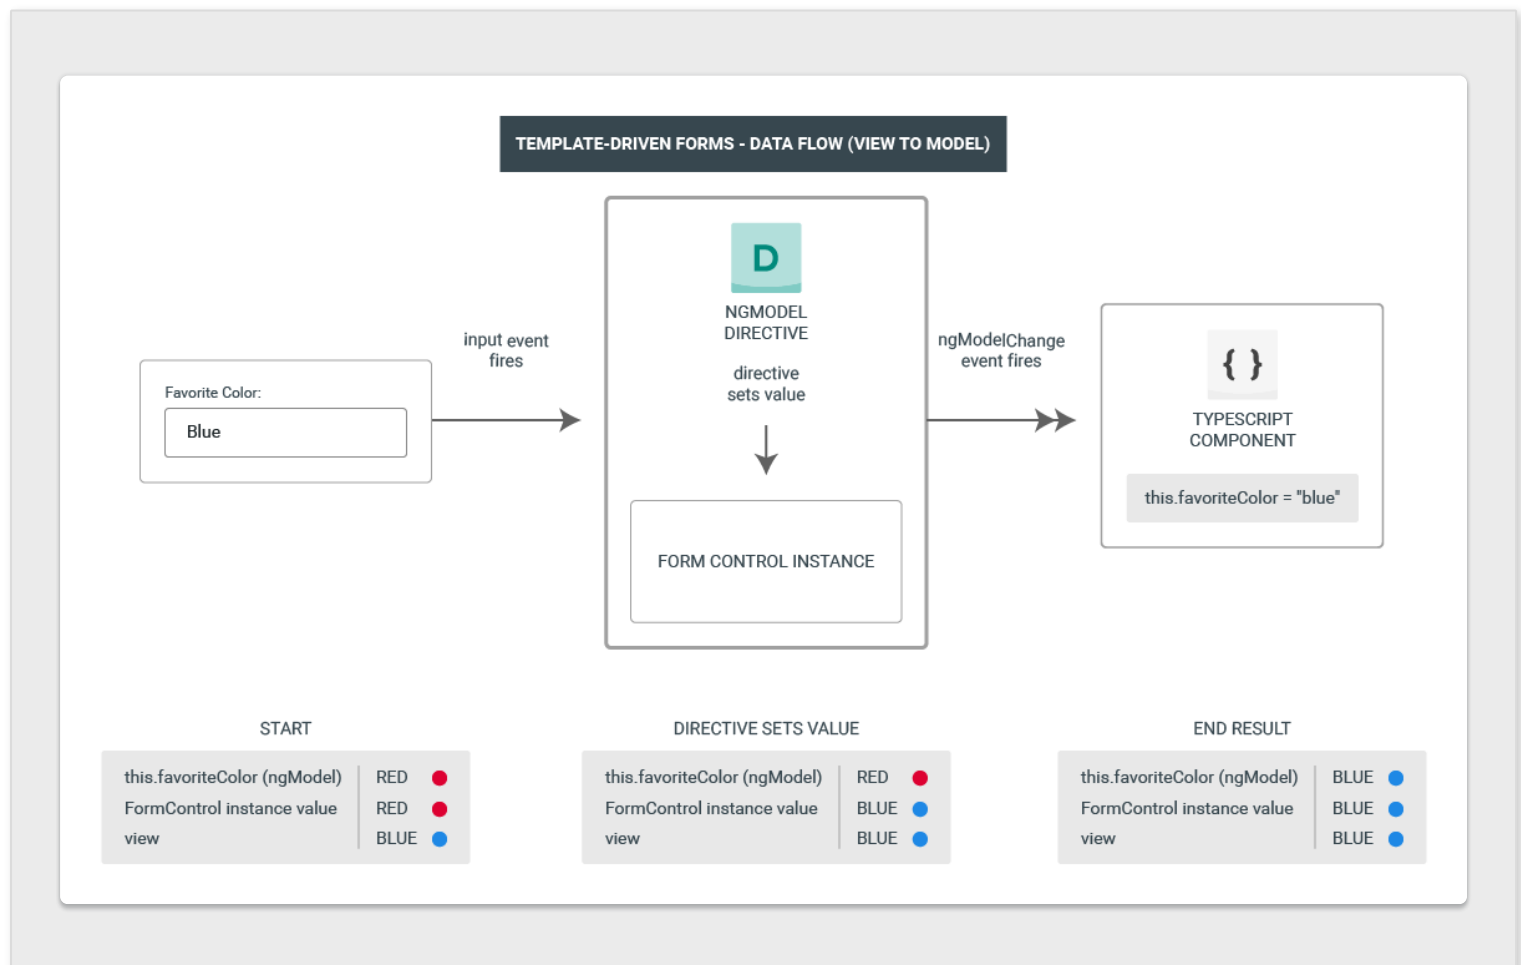 TEMPLATE-DRIVEN FORMS - DATA FLOW (VIEW TO MODEL)
Favorite Color:
Blue
input event
fires
D
NGMODEL
DIRECTIVE
directive
sets value
FORM CONTROL INSTANCE
ngModelChange
event fires
{ }
TYPESCRIPT
COMPONENT
this.favoriteColor = "blue"
START
this.favoriteColor (ngModel) RED
FormControl instance value RED
view BLUE
DIRECTIVE SETS VALUE
this.favoriteColor (ngModel) RED
FormControl instance value BLUE
view BLUE
END RESULT
this.favoriteColor (ngModel) BLUE
FormControl instance value BLUE
view BLUE